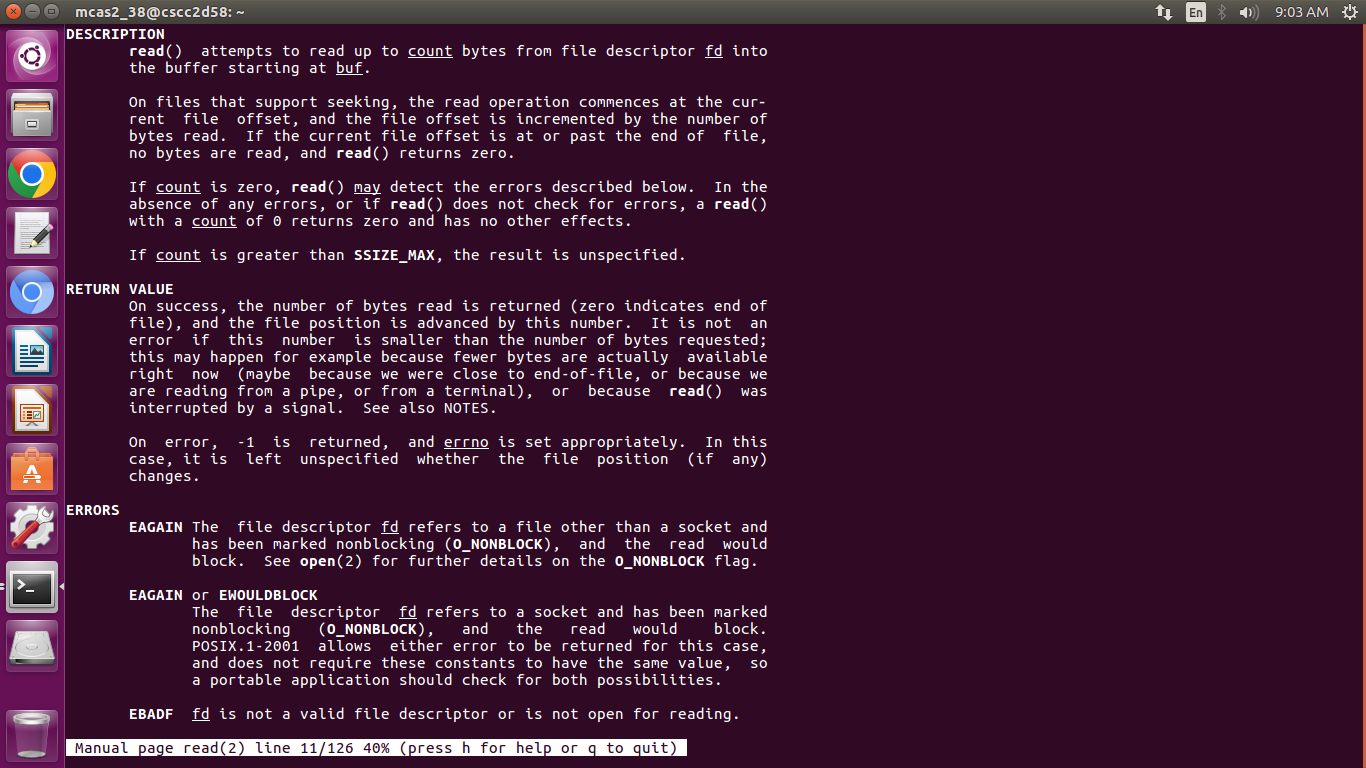 mcas2_38@cscc2d58: ~
En
9:03 AM
DESCRIPTION
read() attempts to read up to count bytes from file descriptor fd into
the buffer starting at buf.
On files that support seeking, the read operation commences at the cur-
rent file offset, and the file offset is incremented by the number of
bytes read. If the current file offset is at or past the end of file,
no bytes are read, and read() returns zero.
If count is zero, read() may detect the errors described below. In the
absence of any errors, or if read() does not check for errors, a read()
with a count of 0 returns zero and has no other effects.
If count is greater than SSIZE_MAX, the result is unspecified.
RETURN VALUE
On success, the number of bytes read is returned (zero indicates end of
file), and the file position is advanced by this number. It is not an
error if this number is smaller than the number of bytes requested;
this may happen for example because fewer bytes are actually available
right now (maybe because we were close to end-of-file, or because we
are reading from a pipe, or from a terminal), or because read() was
interrupted by a signal. See also NOTES.
On error, -1 is returned, and errno is set appropriately. In this
case, it is left unspecified whether the file position (if any)
changes.
ERRORS
EAGAIN The file descriptor fd refers to a file other than a socket and
has been marked nonblocking (O_NONBLOCK), and the read would
block. See open(2) for further details on the O_NONBLOCK flag.
EAGAIN or EWOULDBLOCK
The file descriptor fd refers to a socket and has been marked
nonblocking (O_NONBLOCK), and the read would block.
POSIX.1-2001 allows either error to be returned for this case,
and does not require these constants to have the same value, so
a portable application should check for both possibilities.
EBADF fd is not a valid file descriptor or is not open for reading.
Manual page read(2) line 11/126 40% (press h for help or q to quit)